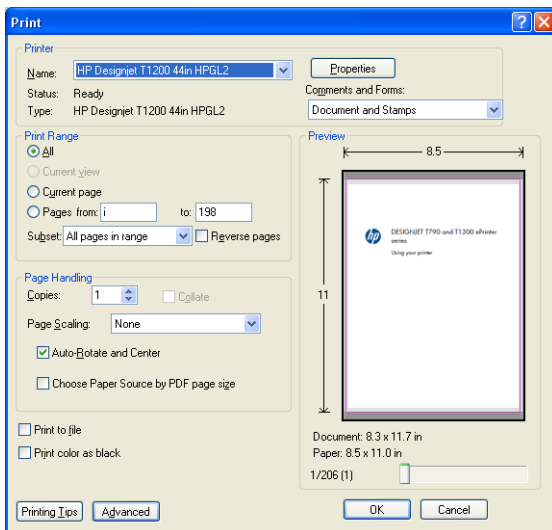 Print
Printer
Name: HP Designjet T1200 44in HPGL2
Properties
Status: Ready
Type: HP Designjet T1200 44in HPGL2
Comments and Forms:
Document and Stamps
Print Range
All
Current view
Current page
Pages from: i to: 198
Subset: All pages in range Reverse pages
Page Handling
Copies: 1 Collate
Page Scaling: None
Auto-Rotate and Center
Choose Paper Source by PDF page size
Print to file
Print color as black
Preview
8.5
11
hp
DESIGNJET T790 and T1300 ePrinter
series
Using your printer
Document: 8.3 x 11.7 in
Paper: 8.5 x 11.0 in
1/206 (1)
Printing Tips Advanced OK Cancel